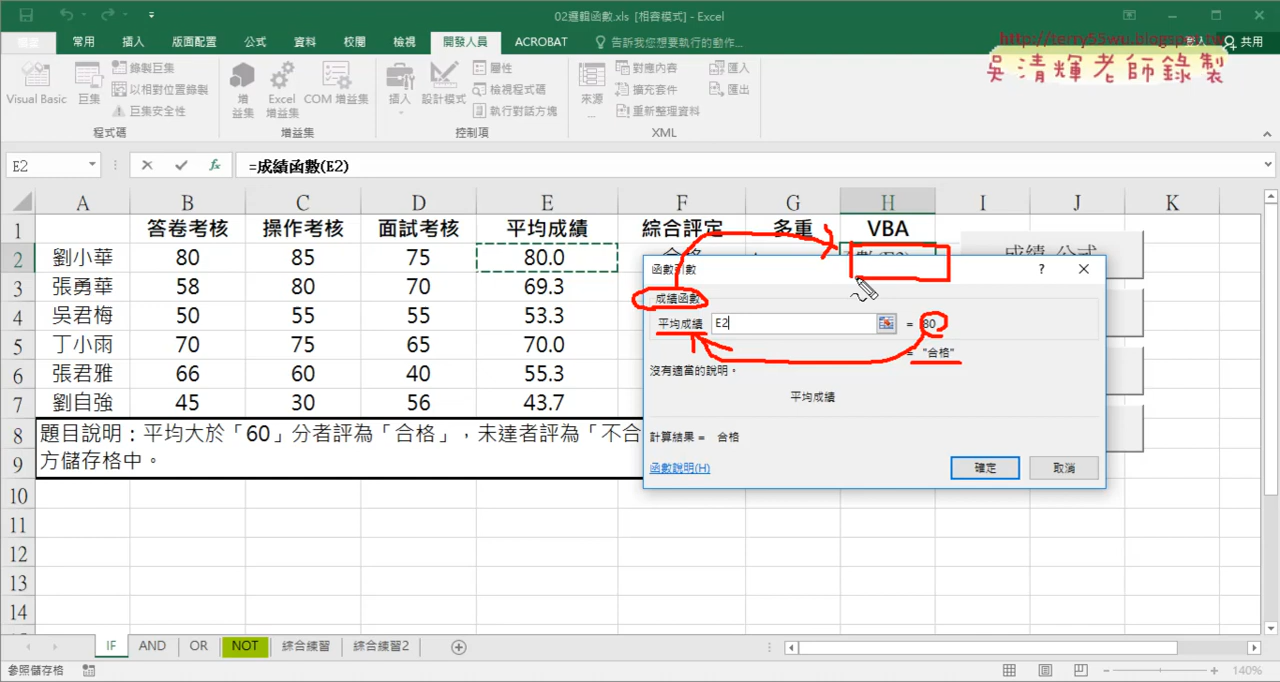 02邏輯函數.xls [相容模式] - Excel
http://terry55wu.blogspot.tw
吳清輝老師錄製
常用 插入 版面配置 公式 資料 校閱 檢視 開發人員 ACROBAT 告訴我您想要執行的動作... 登入 共用
Visual Basic 巨集 錄製巨集 以相對位置錄製 巨集安全性 增益集 Excel 增益集 COM 增益集 插入 設計模式 屬性 檢視程式碼 執行對話方塊 來源... 對應內容 擴充套件 重新整理資料 匯入 匯出
程式碼 增益集 控制項 XML
E2 fx =成績函數(E2)
A B C D E F G H I J K
1 答卷考核 操作考核 面試考核 平均成績 綜合評定 多重 VBA
2 劉小華 80 85 75 80.0
3 張勇華 58 80 70 69.3
4 吳君梅 50 55 55 53.3
5 丁小雨 70 75 65 70.0
6 張君雅 66 60 40 55.3
7 劉自強 45 30 56 43.7
8 題目說明：平均大於「60」分者評為「合格」，未達者評為「不合
9 方儲存格中。
10
11
12
13
14
函數引數 ?
成績函數
平均成績 E2 = 80
= "合格"
沒有適當的說明。
平均成績
計算結果 = 合格
函數說明(H) 確定 取消
IF AND OR NOT 綜合練習 綜合練習2
參照儲存格 140%